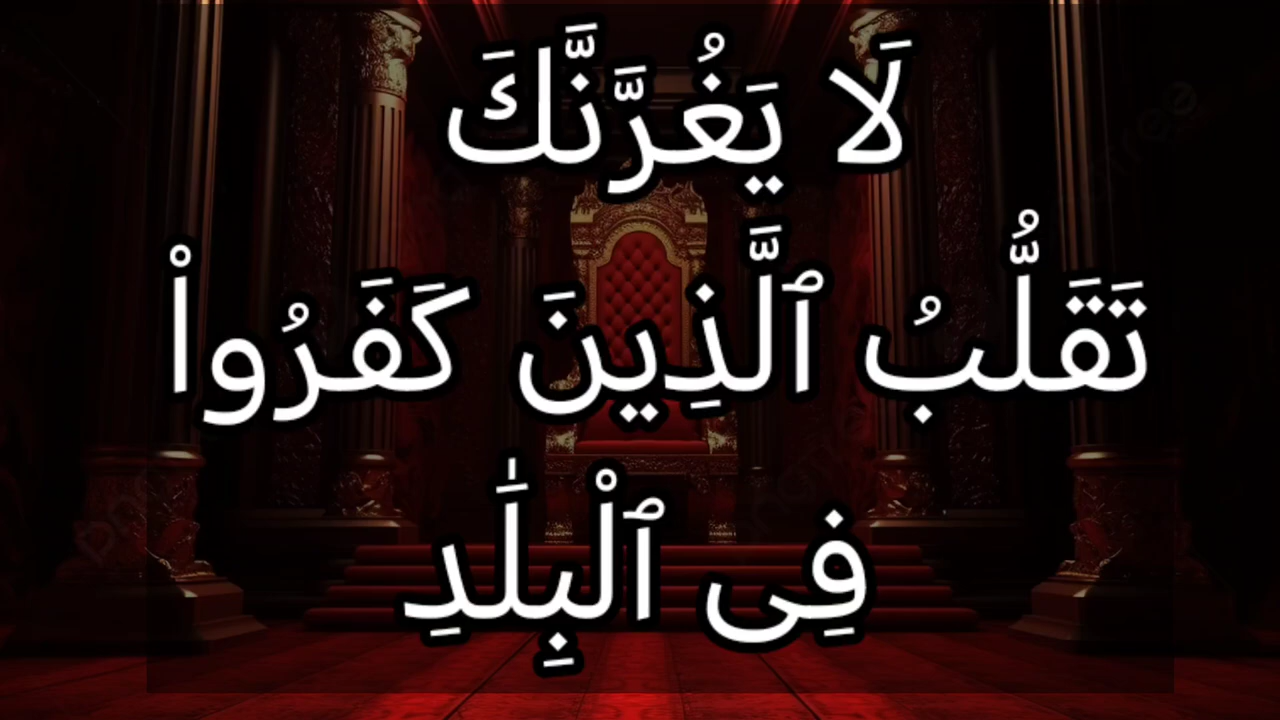 لَا يَغُرَّنَّكَ
تَقَلُّبُ ٱلَّذِينَ كَفَرُوا۟
فِى ٱلْبِلَٰدِ